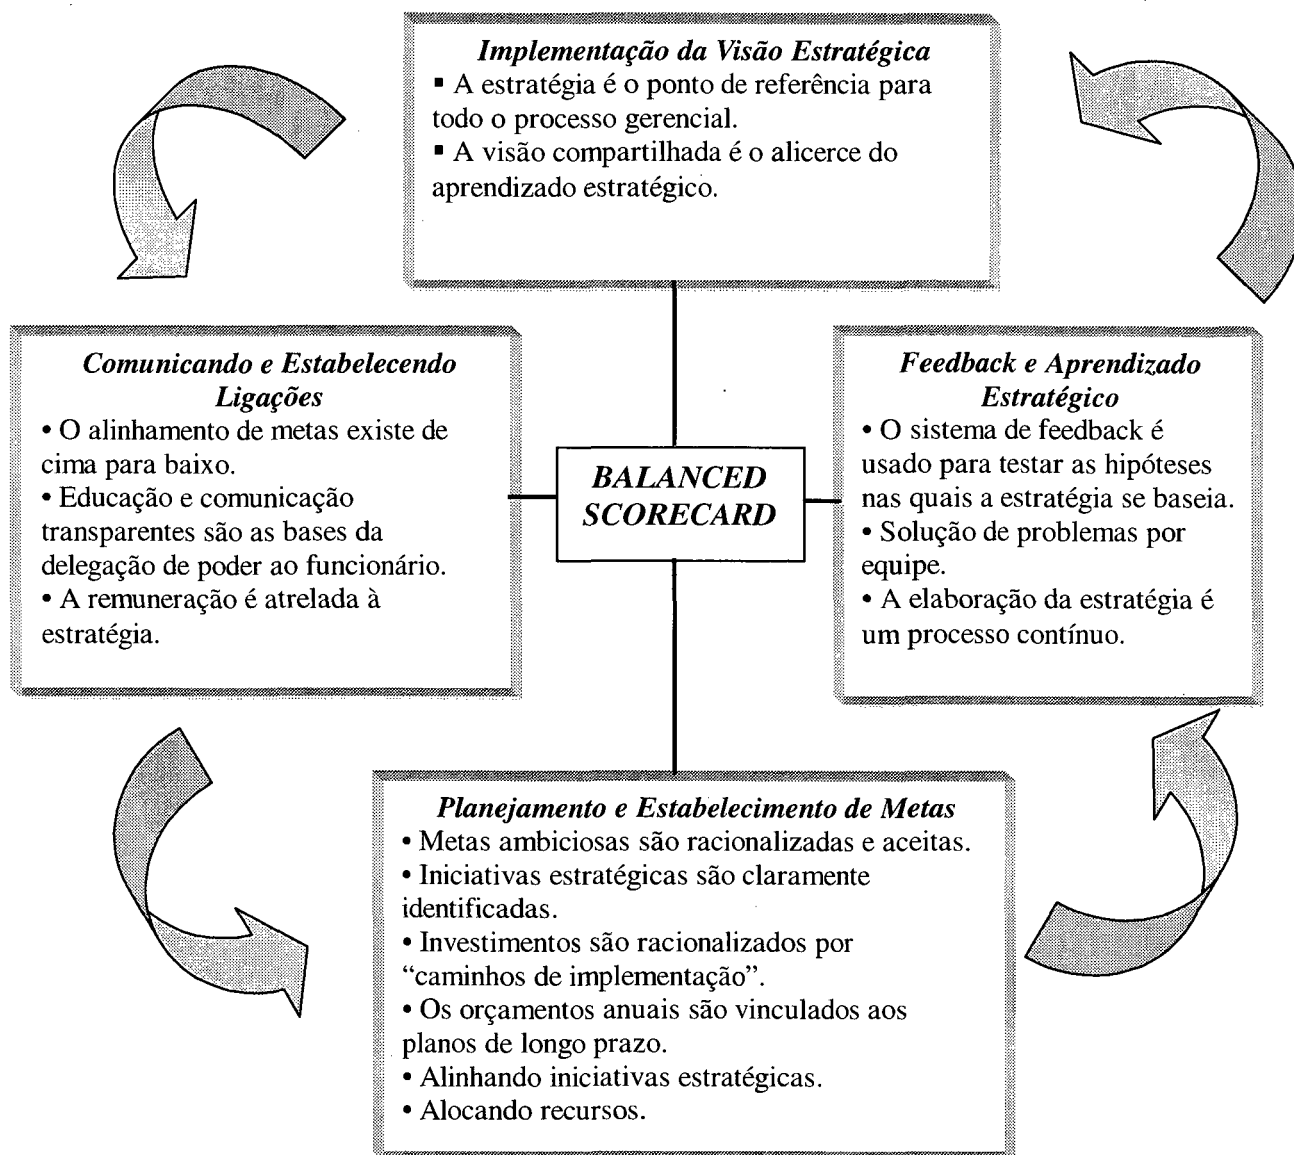 Implementação da Visão Estratégica
▪ A estratégia é o ponto de referência para
todo o processo gerencial.
▪ A visão compartilhada é o alicerce do
aprendizado estratégico.
Comunicando e Estabelecendo
Ligações
• O alinhamento de metas existe de
cima para baixo.
• Educação e comunicação
transparentes são as bases da
delegação de poder ao funcionário.
• A remuneração é atrelada à
estratégia.
BALANCED
SCORECARD
Feedback e Aprendizado
Estratégico
• O sistema de feedback é
usado para testar as hipóteses
nas quais a estratégia se baseia.
• Solução de problemas por
equipe.
• A elaboração da estratégia é
um processo contínuo.
Planejamento e Estabelecimento de Metas
• Metas ambiciosas são racionalizadas e aceitas.
• Iniciativas estratégicas são claramente
identificadas.
• Investimentos são racionalizados por
“caminhos de implementação”.
• Os orçamentos anuais são vinculados aos
planos de longo prazo.
• Alinhando iniciativas estratégicas.
• Alocando recursos.